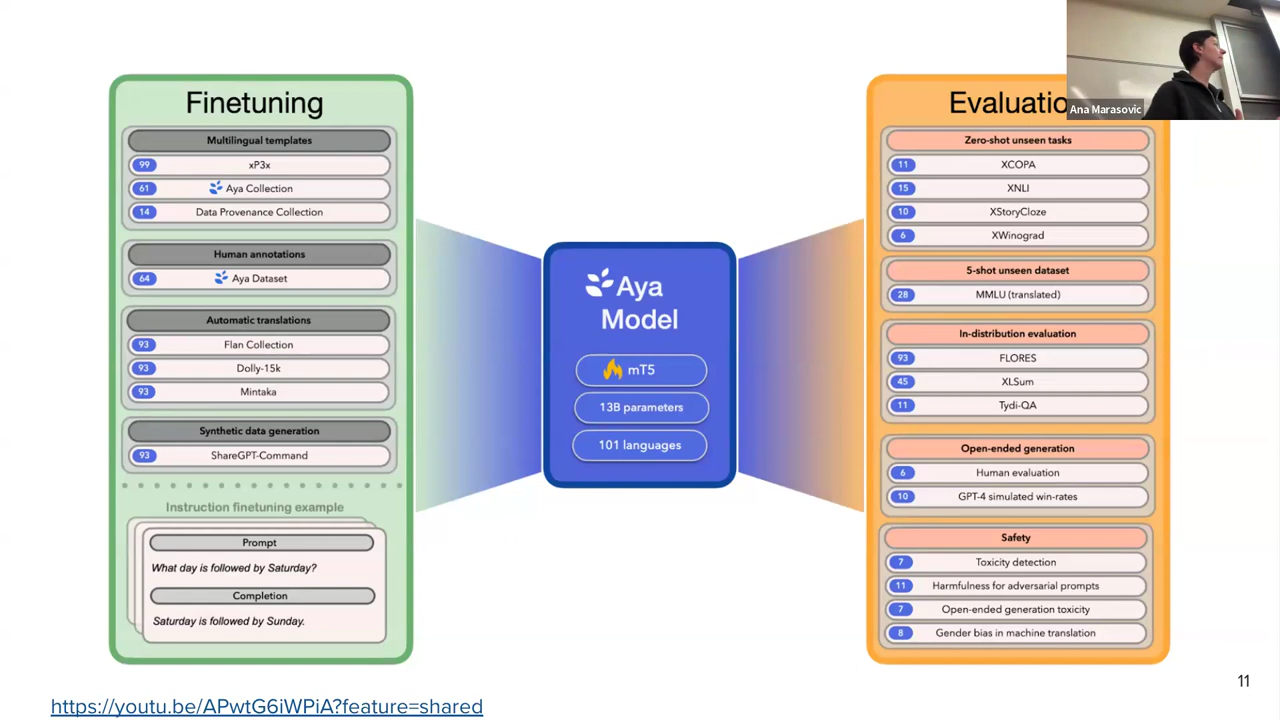 Finetuning
Multilingual templates
99 xP3x
61 Aya Collection
14 Data Provenance Collection
Human annotations
64 Aya Dataset
Automatic translations
93 Flan Collection
93 Dolly-15k
93 Mintaka
Synthetic data generation
93 ShareGPT-Command
Instruction finetuning example
Prompt
What day is followed by Saturday?
Completion
Saturday is followed by Sunday.
Aya
Model
mT5
13B parameters
101 languages
Evaluatio
Zero-shot unseen tasks
11 XCOPA
15 XNLI
10 XStoryCloze
6 XWinograd
5-shot unseen dataset
28 MMLU (translated)
In-distribution evaluation
93 FLORES
45 XLSum
11 Tydi-QA
Open-ended generation
6 Human evaluation
10 GPT-4 simulated win-rates
Safety
7 Toxicity detection
11 Harmfulness for adversarial prompts
7 Open-ended generation toxicity
8 Gender bias in machine translation
Ana Marasovic
11
https://youtu.be/APwtG6iWPiA?feature=shared